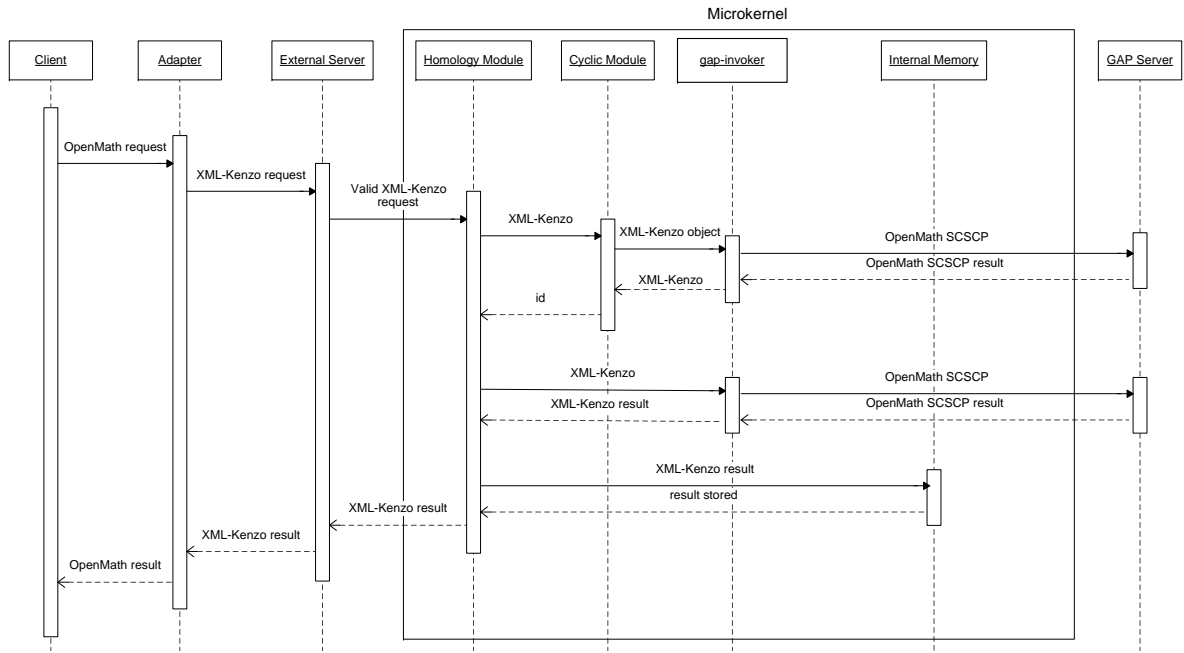 Microkernel
Client
Adapter
External Server
Homology Module
Cyclic Module
gap-invoker
Internal Memory
GAP Server
OpenMath request
XML-Kenzo request
Valid XML-Kenzo
request
XML-Kenzo
XML-Kenzo object
OpenMath SCSCP
OpenMath SCSCP result
XML-Kenzo
id
XML-Kenzo
OpenMath SCSCP
XML-Kenzo result
OpenMath SCSCP result
XML-Kenzo result
result stored
XML-Kenzo result
XML-Kenzo result
OpenMath result